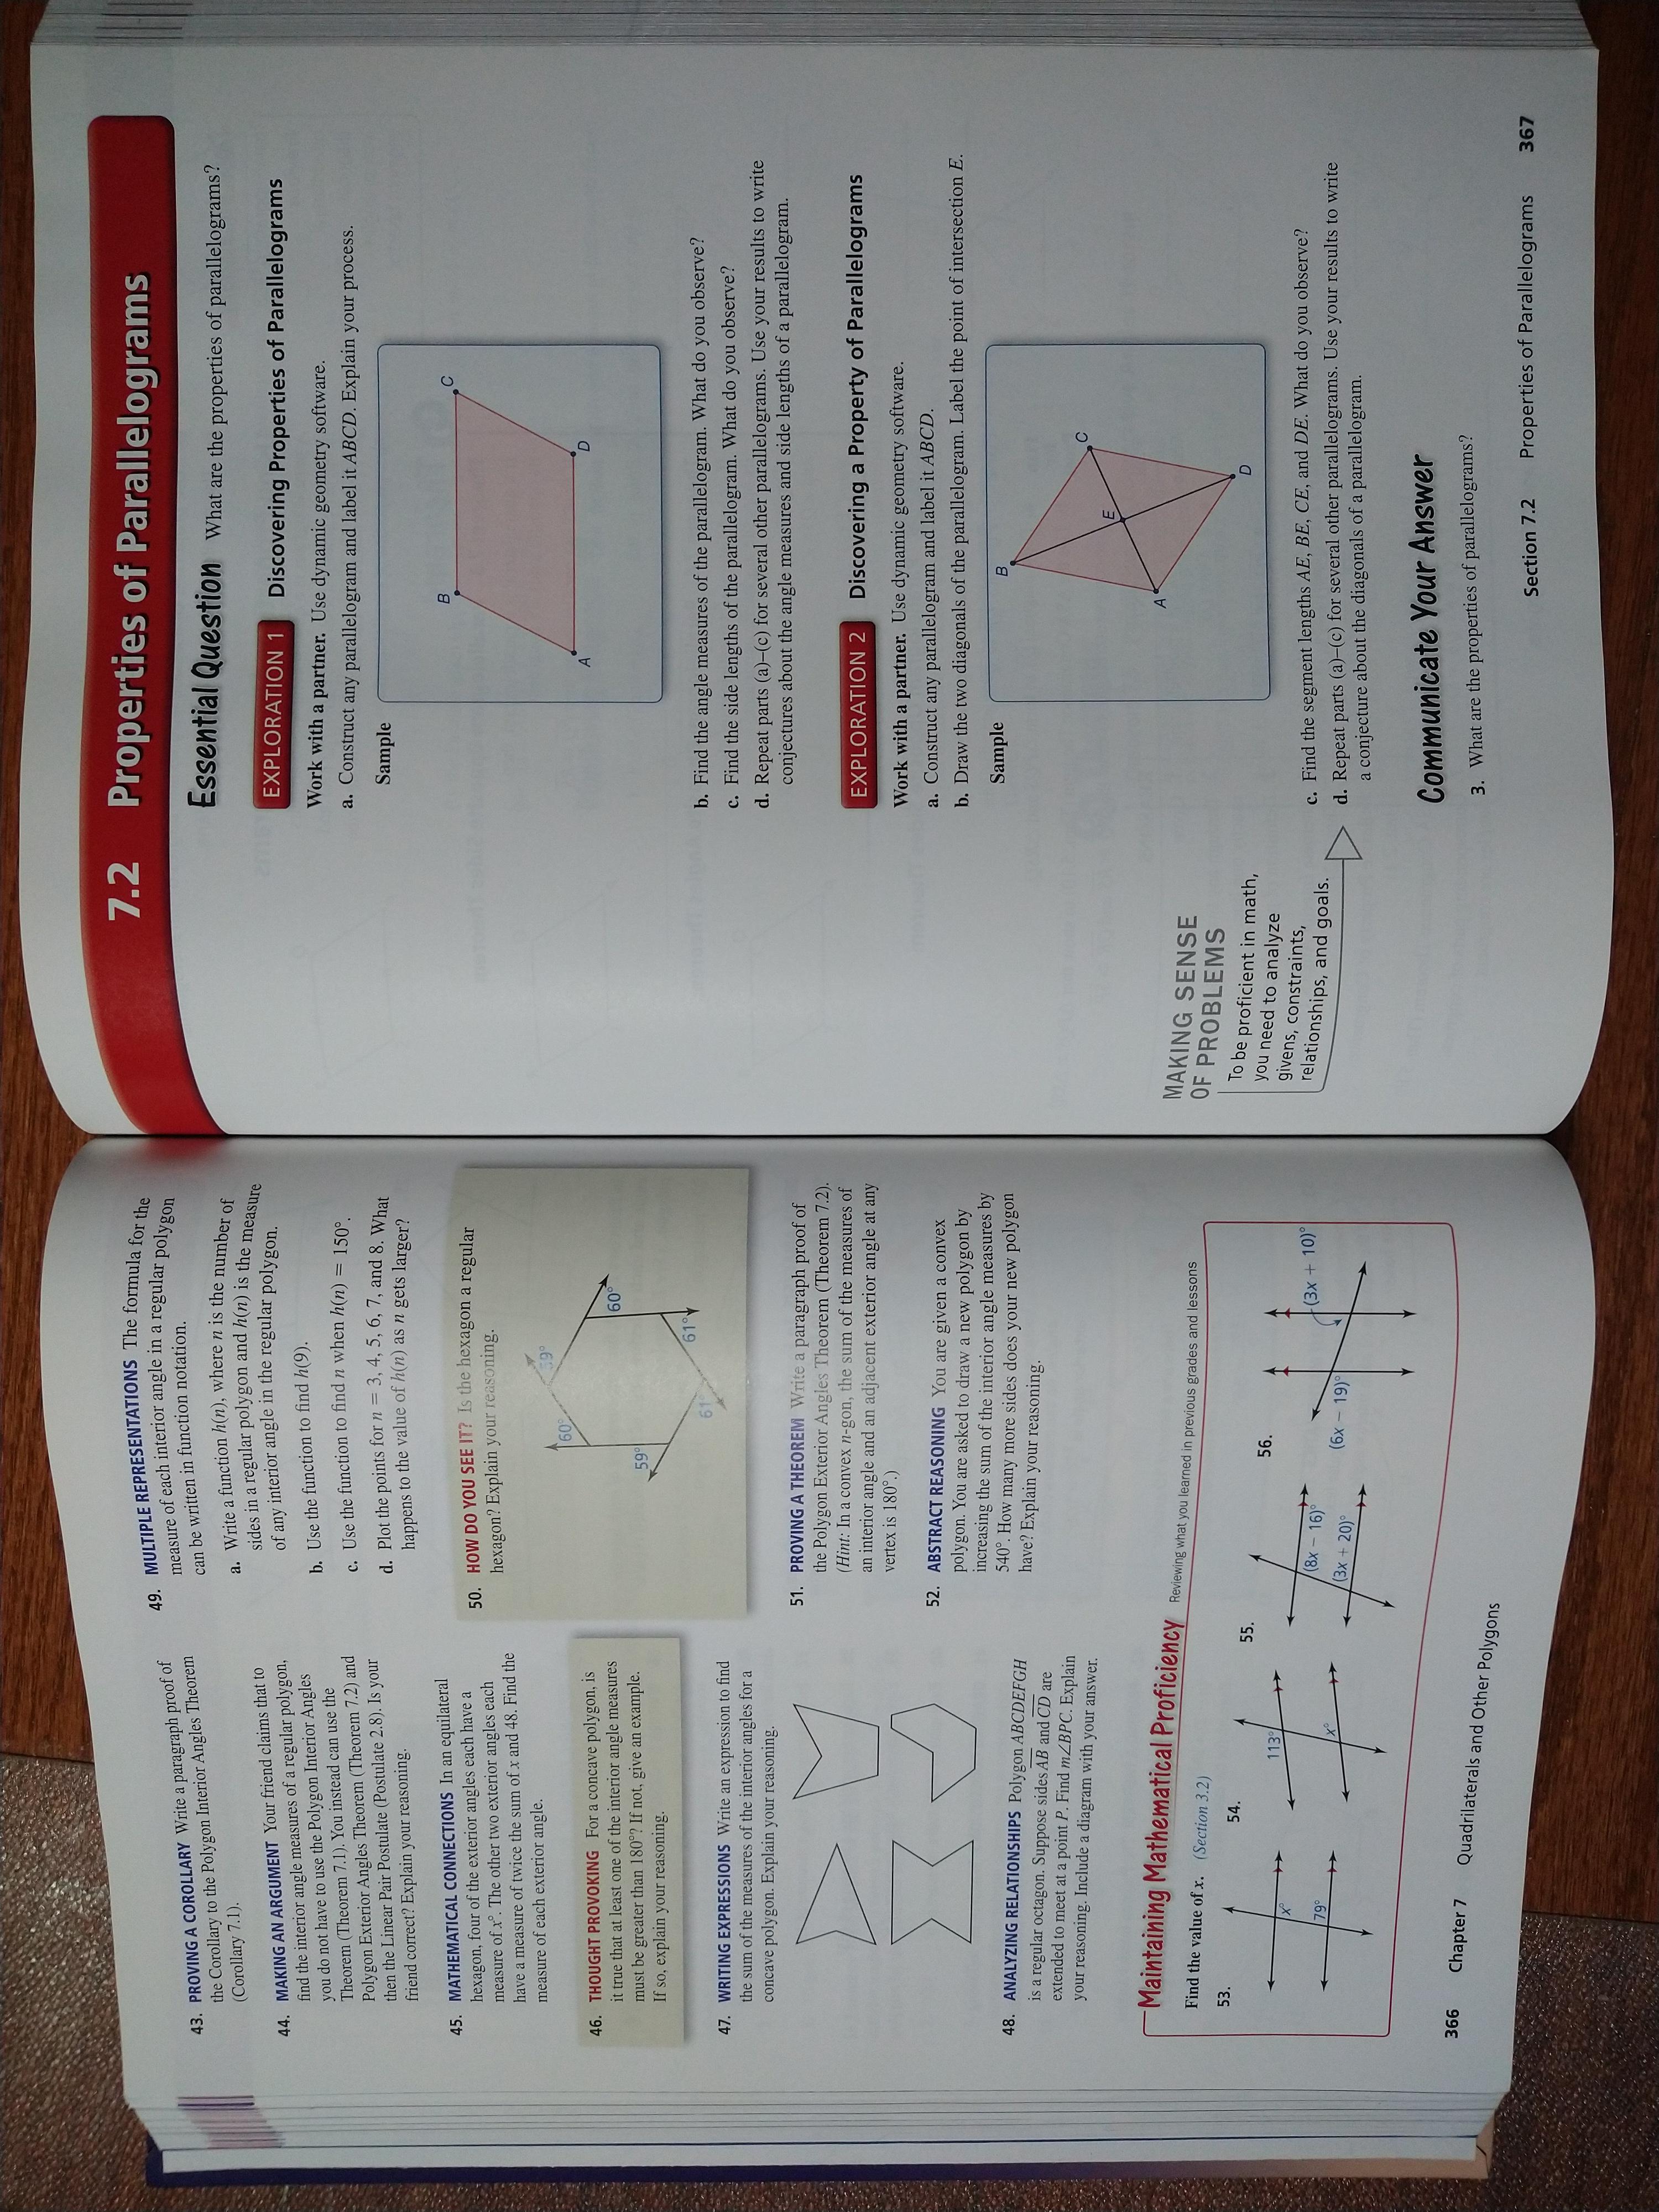 43. PROVING A COROLLARY Write a paragraph proof of
the Corollary to the Polygon Interior Angles Theorem
(Corollary 7.1).
44. MAKING AN ARGUMENT Your friend claims that to
find the interior angle measures of a regular polygon,
you do not have to use the Polygon Interior Angles
Theorem (Theorem 7.1). You instead can use the
Polygon Exterior Angles Theorem (Theorem 7.2) and
then the Linear Pair Postulate (Postulate 2.8). Is your
friend correct? Explain your reasoning.
45. MATHEMATICAL CONNECTIONS In an equilateral
hexagon, four of the exterior angles each have a
measure of x°. The other two exterior angles each
have a measure of twice the sum of x and 48. Find the
measure of each exterior angle.
46. THOUGHT PROVOKING For a concave polygon, is
it true that at least one of the interior angle measures
must be greater than 180°? If not, give an example.
If so, explain your reasoning.
47. WRITING EXPRESSIONS Write an expression to find
the sum of the measures of the interior angles for a
concave polygon. Explain your reasoning.
48. ANALYZING RELATIONSHIPS Polygon ABCDEFGH
is a regular octagon. Suppose sides A̅B̅ and C̅D̅ are
extended to meet at a point P. Find m∠BPC. Explain
your reasoning. Include a diagram with your answer.
49. MULTIPLE REPRESENTATIONS The formula for the
measure of each interior angle in a regular polygon
can be written in function notation.
a. Write a function h(n), where n is the number of
sides in a regular polygon and h(n) is the measure
of any interior angle in the regular polygon.
b. Use the function to find h(9).
c. Use the function to find n when h(n) = 150°.
d. Plot the points for n = 3, 4, 5, 6, 7, and 8. What
happens to the value of h(n) as n gets larger?
50. HOW DO YOU SEE IT? Is the hexagon a regular
hexagon? Explain your reasoning.
59°
60°
60°
59°
61°
61°
51. PROVING A THEOREM Write a paragraph proof of
the Polygon Exterior Angles Theorem (Theorem 7.2).
(Hint: In a convex n-gon, the sum of the measures of
an interior angle and an adjacent exterior angle at any
vertex is 180°.)
52. ABSTRACT REASONING You are given a convex
polygon. You are asked to draw a new polygon by
increasing the sum of the interior angle measures by
540°. How many more sides does your new polygon
have? Explain your reasoning.
Maintaining Mathematical Proficiency Reviewing what you learned in previous grades and lessons
Find the value of x. (Section 3.2)
53.
x°
79°
54.
113°
x°
55.
(8x − 16)°
(3x + 20)°
56.
(3x + 10)°
(6x − 19)°
366 Chapter 7 Quadrilaterals and Other Polygons
7.2 Properties of Parallelograms
Essential Question What are the properties of parallelograms?
EXPLORATION 1 Discovering Properties of Parallelograms
Work with a partner. Use dynamic geometry software.
a. Construct any parallelogram and label it ABCD. Explain your process.
Sample
B
C
A
D
b. Find the angle measures of the parallelogram. What do you observe?
c. Find the side lengths of the parallelogram. What do you observe?
d. Repeat parts (a)–(c) for several other parallelograms. Use your results to write
conjectures about the angle measures and side lengths of a parallelogram.
EXPLORATION 2 Discovering a Property of Parallelograms
Work with a partner. Use dynamic geometry software.
a. Construct any parallelogram and label it ABCD.
b. Draw the two diagonals of the parallelogram. Label the point of intersection E.
Sample
B
C
E
A
D
MAKING SENSE
OF PROBLEMS
To be proficient in math,
you need to analyze
givens, constraints,
relationships, and goals.
c. Find the segment lengths AE, BE, CE, and DE. What do you observe?
d. Repeat parts (a)–(c) for several other parallelograms. Use your results to write
a conjecture about the diagonals of a parallelogram.
Communicate Your Answer
3. What are the properties of parallelograms?
Section 7.2 Properties of Parallelograms 367